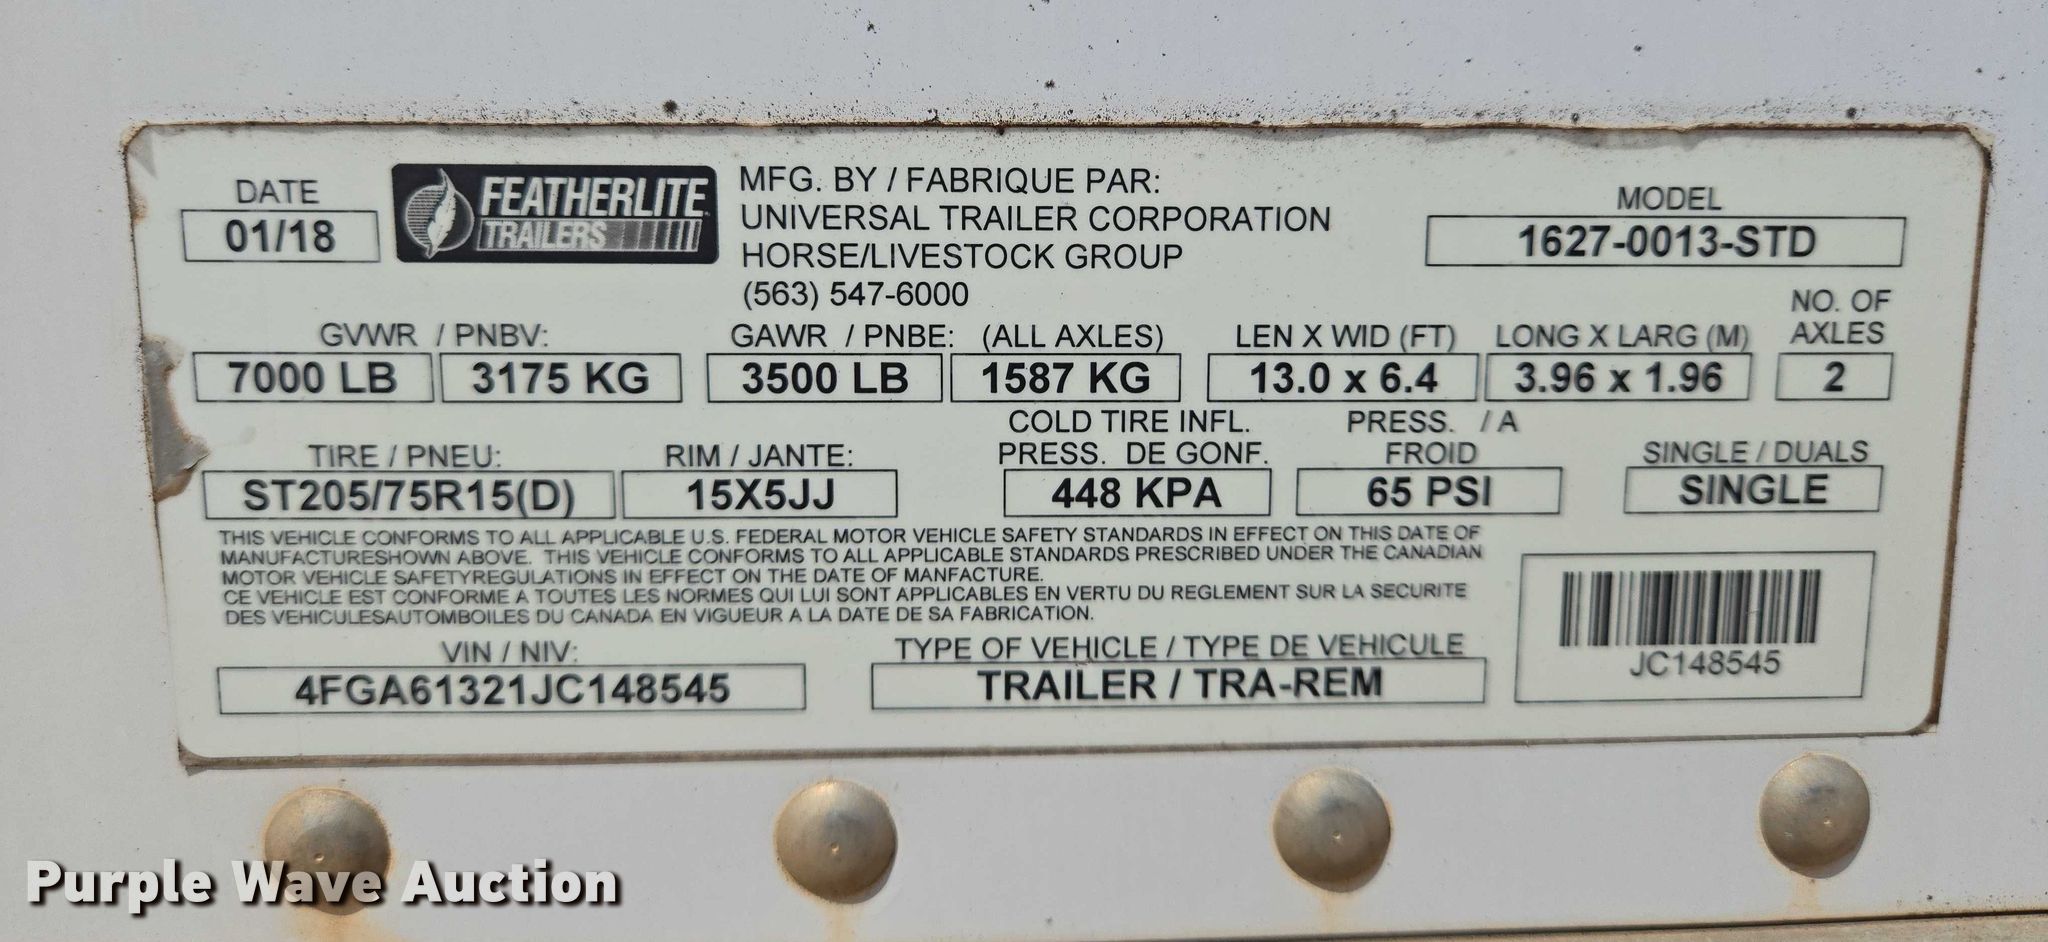 DATE
01/18
FEATHERLITE
TRAILERS
MFG. BY / FABRIQUE PAR:
UNIVERSAL TRAILER CORPORATION
HORSE/LIVESTOCK GROUP
(563) 547-6000
MODEL
1627-0013-STD
GVWR / PNBV:
7000 LB 3175 KG
GAWR / PNBE: (ALL AXLES)
3500 LB 1587 KG
LEN X WID (FT) LONG X LARG (M)
13.0 x 6.4 3.96 x 1.96
NO. OF
AXLES
2
TIRE / PNEU:
ST205/75R15(D)
RIM / JANTE:
15X5JJ
COLD TIRE INFL. PRESS. / A
PRESS. DE GONF. FROID
448 KPA 65 PSI
SINGLE / DUALS
SINGLE
THIS VEHICLE CONFORMS TO ALL APPLICABLE U.S. FEDERAL MOTOR VEHICLE SAFETY STANDARDS IN EFFECT ON THIS DATE OF
MANUFACTURESHOWN ABOVE. THIS VEHICLE CONFORMS TO ALL APPLICABLE STANDARDS PRESCRIBED UNDER THE CANADIAN
MOTOR VEHICLE SAFETYREGULATIONS IN EFFECT ON THE DATE OF MANFACTURE.
CE VEHICLE EST CONFORME A TOUTES LES NORMES QUI LUI SONT APPLICABLES EN VERTU DU REGLEMENT SUR LA SECURITE
DES VEHICULESAUTOMBOILES DU CANADA EN VIGUEUR A LA DATE DE SA FABRICATION.
VIN / NIV:
4FGA61321JC148545
TYPE OF VEHICLE / TYPE DE VEHICULE
TRAILER / TRA-REM
JC148545
Purple Wave Auction